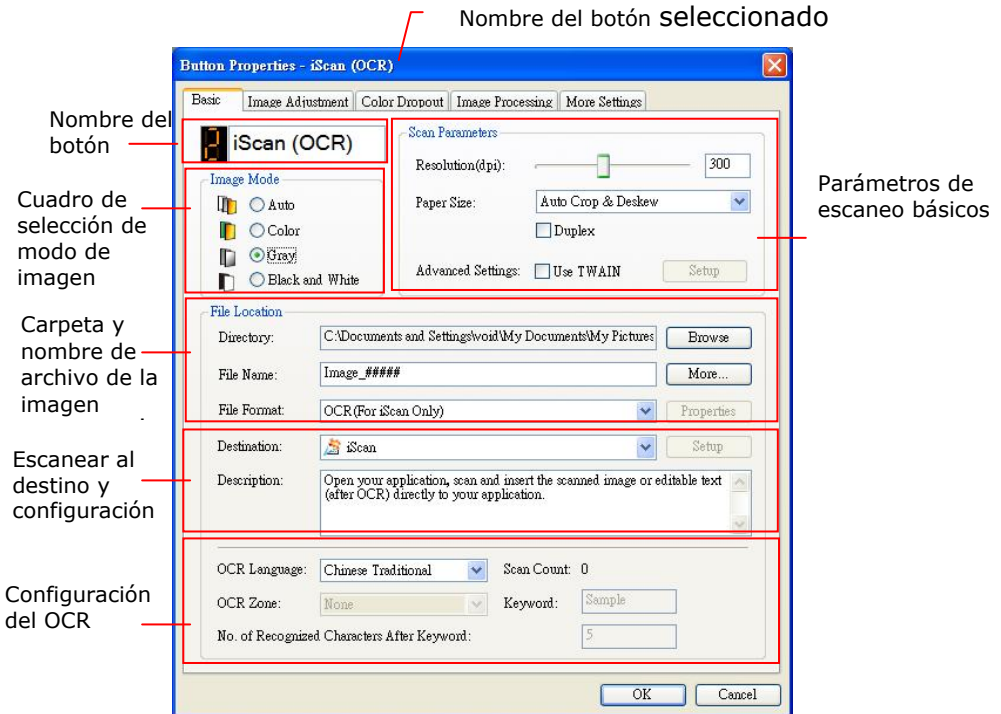 Nombre del botón seleccionado
Button Properties - iScan (OCR)
Basic Image Adjustment Color Dropout Image Processing More Settings
Nombre del
botón
2 iScan (OCR)
Cuadro de
selección de
modo de
imagen
Image Mode
Auto
Color
Gray
Black and White
Scan Parameters
Resolution(dpi): 300
Paper Size: Auto Crop & Deskew
Duplex
Advanced Settings: Use TWAIN Setup
Parámetros de
escaneo básicos
Carpeta y
nombre de
archivo de la
imagen
.
File Location
Directory: C:\Documents and Settings\void\My Documents\My Pictures Browse
File Name: Image_##### More...
File Format: OCR(For iScan Only) Properties
Escanear al
destino y
configuración
Destination: iScan Setup
Description: Open your application, scan and insert the scanned image or editable text
(after OCR) directly to your application.
Configuración
del OCR
OCR Language: Chinese Traditional Scan Count: 0
OCR Zone: None Keyword: Sample
No. of Recognized Characters After Keyword: 5
OK Cancel